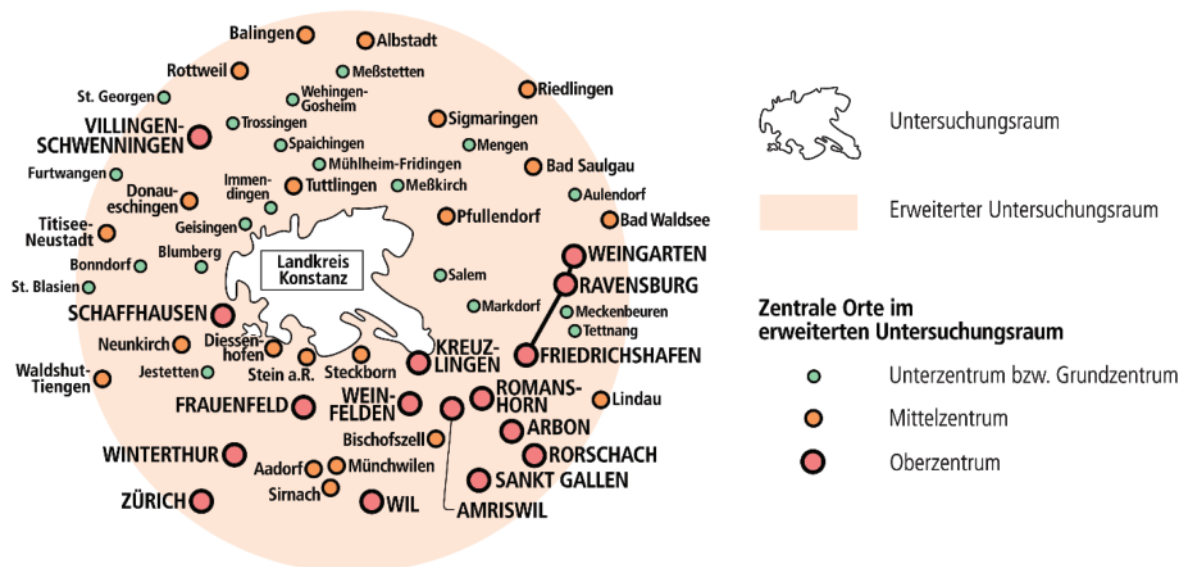 Balingen
Albstadt
Rottweil
Meßstetten
Riedlingen
St. Georgen
Wehingen-
Gosheim
Sigmaringen
VILLINGEN-
SCHWENNINGEN
Trossingen
Spaichingen
Mengen
Mühlheim-Fridingen
Bad Saulgau
Furtwangen
Immen-
dingen
Tuttlingen
Meßkirch
Donau-
eschingen
Aulendorf
Titisee-
Neustadt
Geisingen
Pfullendorf
Bad Waldsee
Blumberg
WEINGARTEN
Bonndorf
Landkreis
Konstanz
Salem
St. Blasien
RAVENSBURG
SCHAFFHAUSEN
Markdorf
Meckenbeuren
Tettnang
Neunkirch
Diessen-
hofen
KREUZ-
LINGEN
FRIEDRICHSHAFEN
Waldshut-
Tiengen
Jestetten
Stein a.R.
Steckborn
FRAUENFELD
WEIN-
FELDEN
ROMANS-
HORN
Lindau
ARBON
Bischofszell
WINTERTHUR
RORSCHACH
Aadorf
Münchwilen
Sirnach
SANKT GALLEN
ZÜRICH
WIL
AMRISWIL
Untersuchungsraum
Erweiterter Untersuchungsraum
Zentrale Orte im
erweiterten Untersuchungsraum
Unterzentrum bzw. Grundzentrum
Mittelzentrum
Oberzentrum